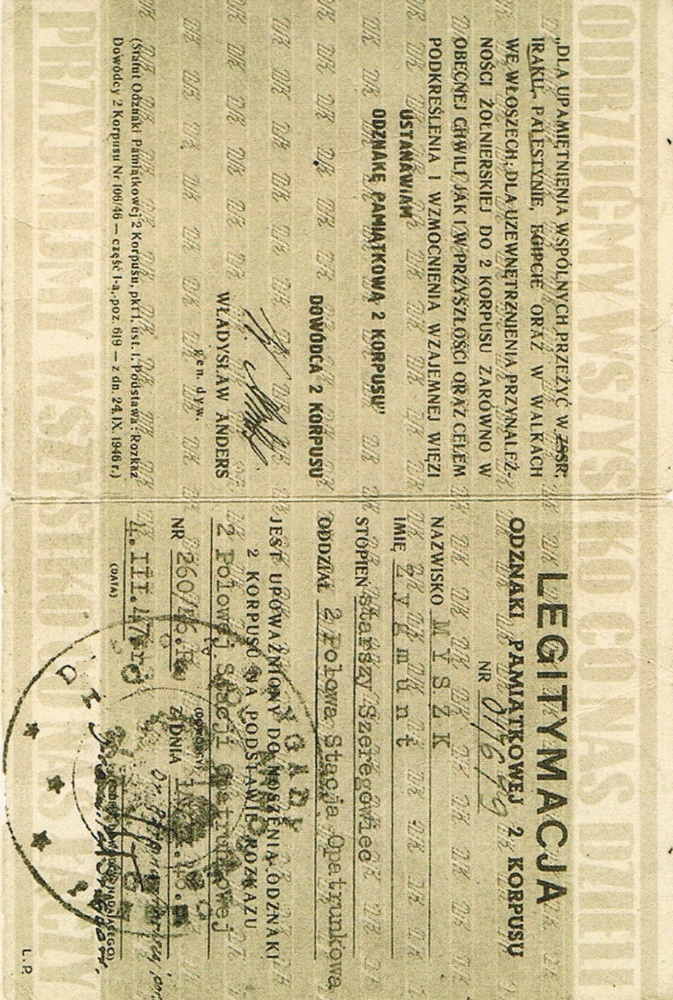 „DLA UPAMIĘTNIENIA WSPÓLNYCH PRZEŻYĆ W ZSSR,
IRAKU, PALESTYNIE, EGIPCIE ORAZ W WALKACH
WE WŁOSZECH, DLA UZEWNĘTRZNIENIA PRZYNALEŻ-
NOŚCI ŻOŁNIERSKIEJ DO 2 KORPUSU ZARÓWNO W
OBECNEJ CHWILI JAK I W PRZYSZŁOŚCI ORAZ CELEM
PODKREŚLENIA I WZMOCNIENIA WZAJEMNEJ WIĘZI
USTANAWIAM
ODZNAKĘ PAMIĄTKOWĄ 2 KORPUSU”
DOWÓDCA 2 KORPUSU
WŁADYSŁAW ANDERS
gen. dyw.
(Statut Odznaki Pamiątkowej 2 Korpusu, pkt I, ust. I. Podstawa: Rozkaz
Dowódcy 2 Korpusu Nr 106/46 — część I-a, poz. 619 — z dn. 24. IX. 1946 r.)
LEGITYMACJA
ODZNAKI PAMIĄTKOWEJ 2 KORPUSU
NR
NAZWISKO MYSZK
IMIĘ Zygmunt
STOPIEŃ Starszy Szeregowiec
ODDZIAŁ 2 Polowa Stacja Opatrunkowa
JEST UPOWAŻNIONY DO NOSZENIA ODZNAKI
2 KORPUSU NA PODSTAWIE ROZKAZU
2 Polowej Stacji Opatrunkowej
NR 260/46.R. Z DNIA
4.III.47
(DATA)
L.P.
ODRZUĆMY WSZYSTKO CO NAS DZIELI
PRZYJMIJMY WSZYSTKO CO NAS ŁĄCZY